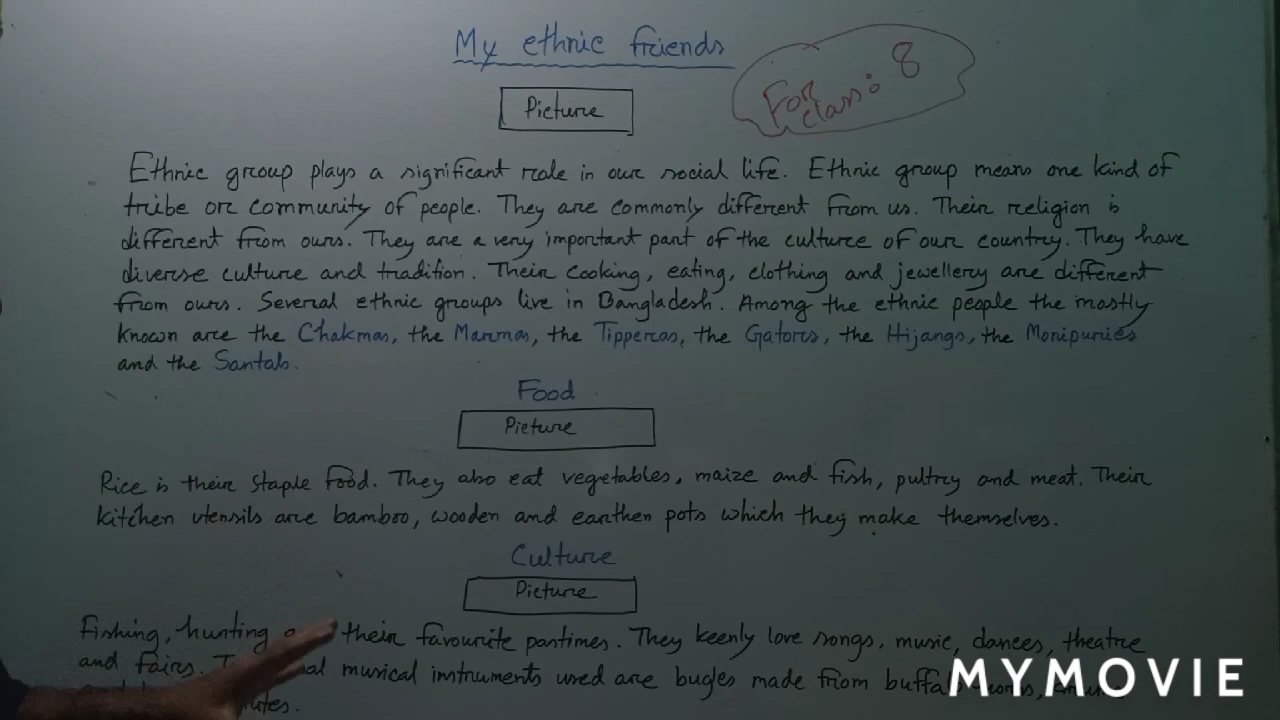 My ethnic friends
For class: 8
Picture
Ethnic group plays a significant role in our social life. Ethnic group means one kind of
tribe or community of people. They are commonly different from us. Their religion is
different from ours. They are a very important part of the culture of our country. They have
diverse culture and tradition. Their cooking, eating, clothing and jewellery are different
from ours. Several ethnic groups live in Bangladesh. Among the ethnic people the mostly
known are the Chakmas, the Marmas, the Tipperas, the Gators, the Hijangs, the Monipuries
and the Santals.
Food
Picture
Rice is their staple food. They also eat vegetables, maize and fish, pultry and meat. Their
kitchen utensils are bamboo, wooden and earthen pots which they make themselves.
Culture
Picture
Fishing, hunting their favourite pastimes. They keenly love songs, music, dances, theatre
and fairs. musical instruments used are bugles made from
MYMOVIE